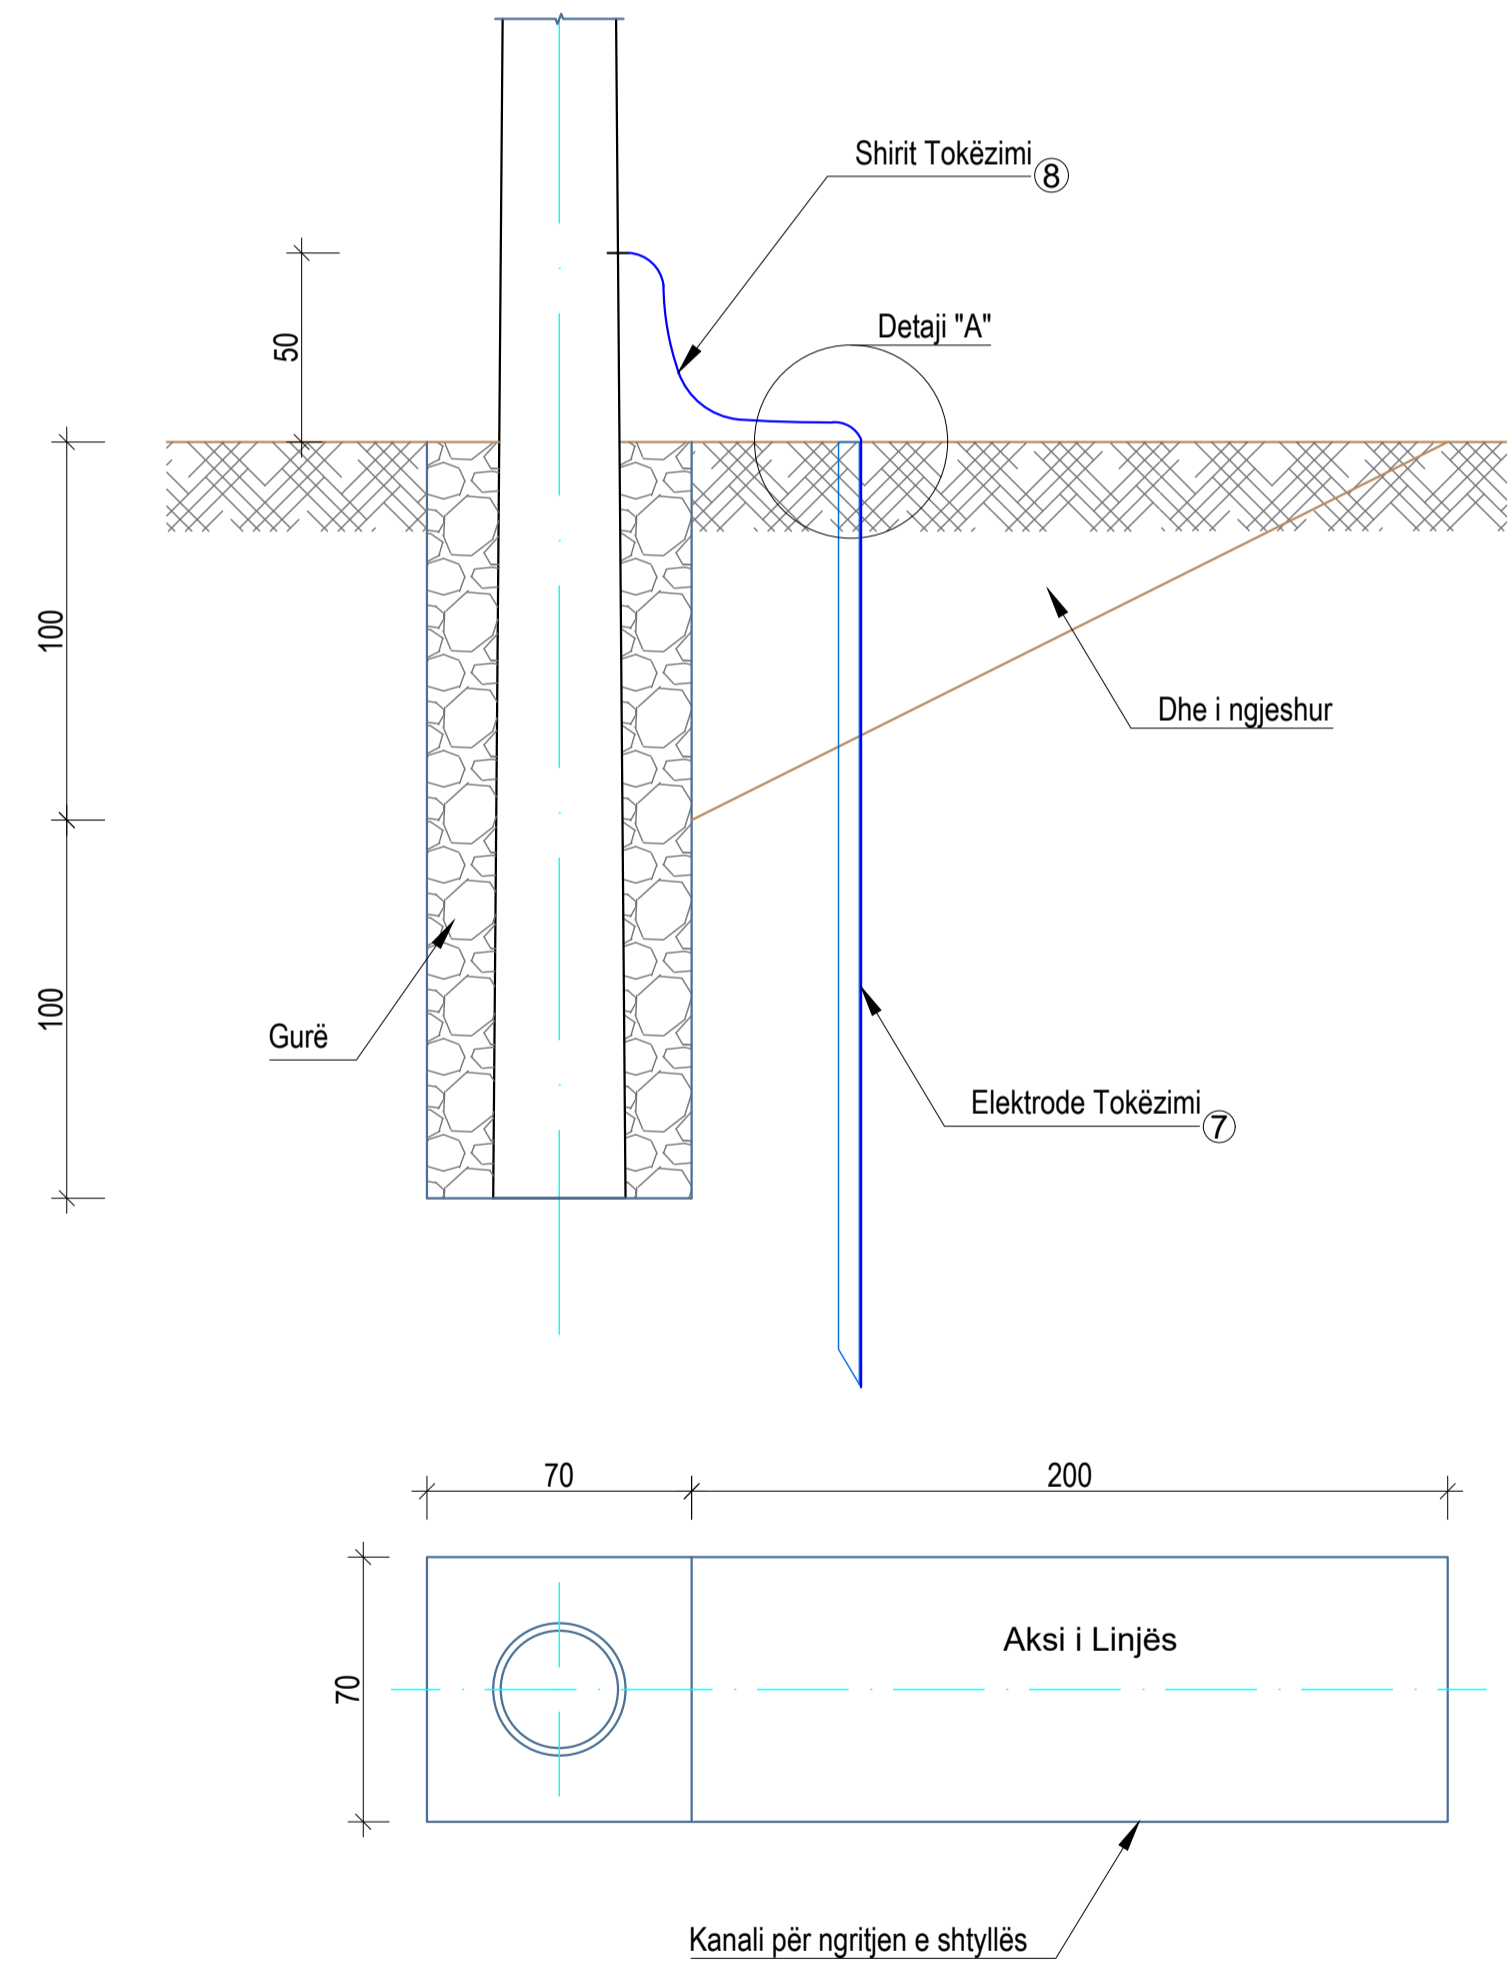 Shirit Tokëzimi 8
Detaji "A"
50
100
Dhe i ngjeshur
100
Gurë
Elektrode Tokëzimi 7
70
200
Aksi i Linjës
70
Kanali për ngritjen e shtyllës